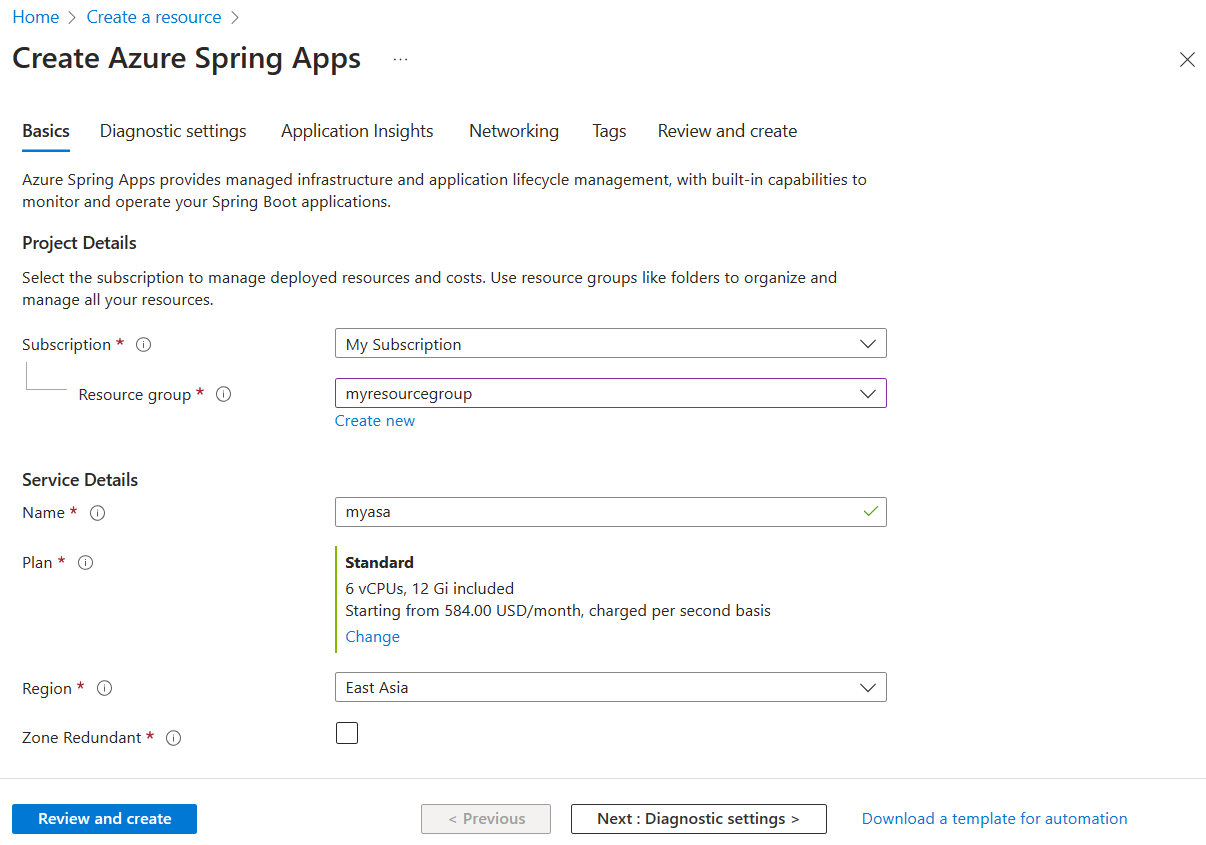 Home > Create a resource >
Create Azure Spring Apps ...
Basics Diagnostic settings Application Insights Networking Tags Review and create
Azure Spring Apps provides managed infrastructure and application lifecycle management, with built-in capabilities to
monitor and operate your Spring Boot applications.
Project Details
Select the subscription to manage deployed resources and costs. Use resource groups like folders to organize and
manage all your resources.
Subscription * My Subscription
Resource group * myresourcegroup
Create new
Service Details
Name * myasa
Plan * Standard
6 vCPUs, 12 Gi included
Starting from 584.00 USD/month, charged per second basis
Change
Region * East Asia
Zone Redundant *
Review and create < Previous Next : Diagnostic settings > Download a template for automation